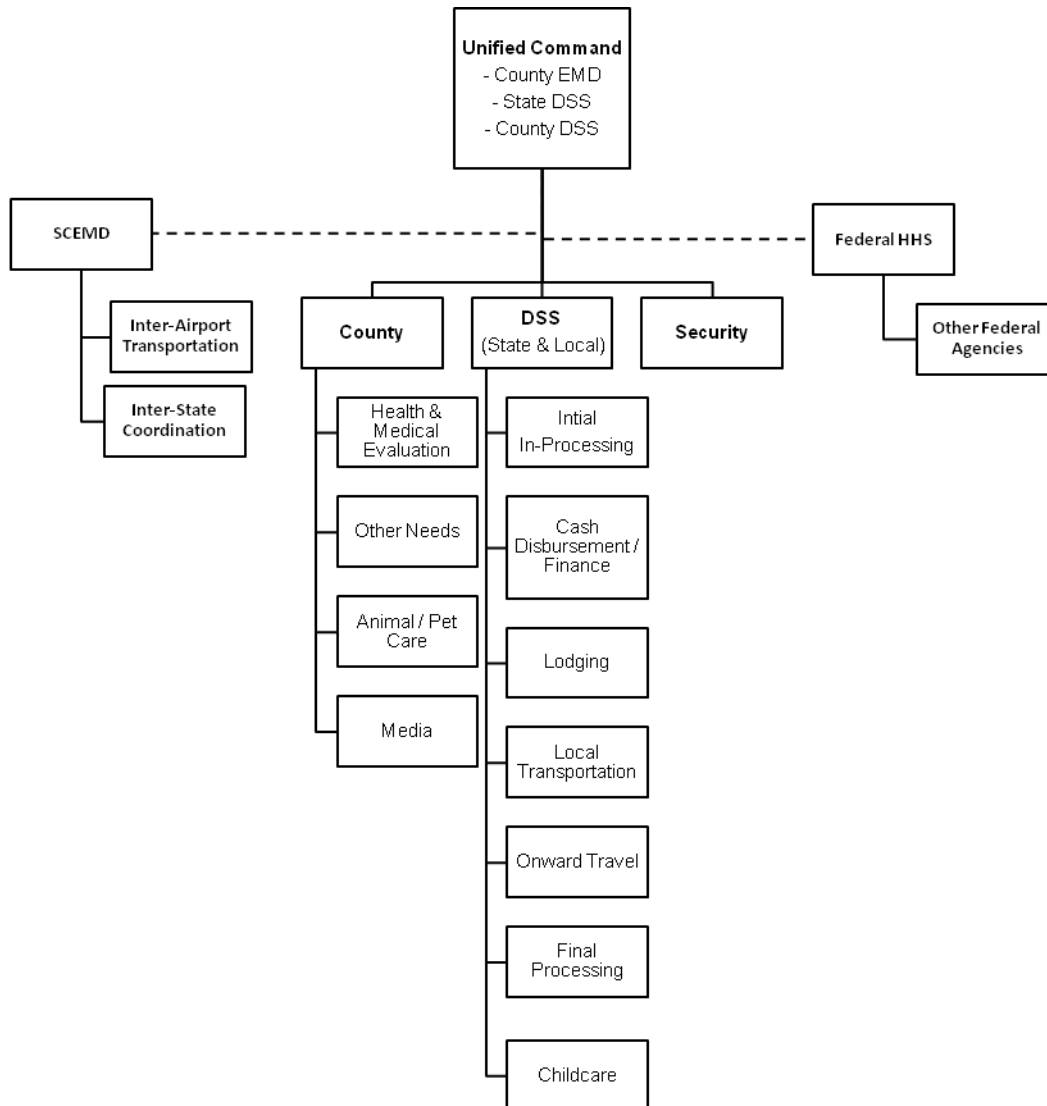 Unified Command
- County EMD
- State DSS
- County DSS
SCEMD
Federal HHS
Inter-Airport
Transportation
Inter-State
Coordination
Other Federal
Agencies
County
DSS
(State & Local)
Security
Health &
Medical
Evaluation
Other Needs
Animal / Pet
Care
Media
Intial
In-Processing
Cash
Disbursement /
Finance
Lodging
Local
Transportation
Onward Travel
Final
Processing
Childcare